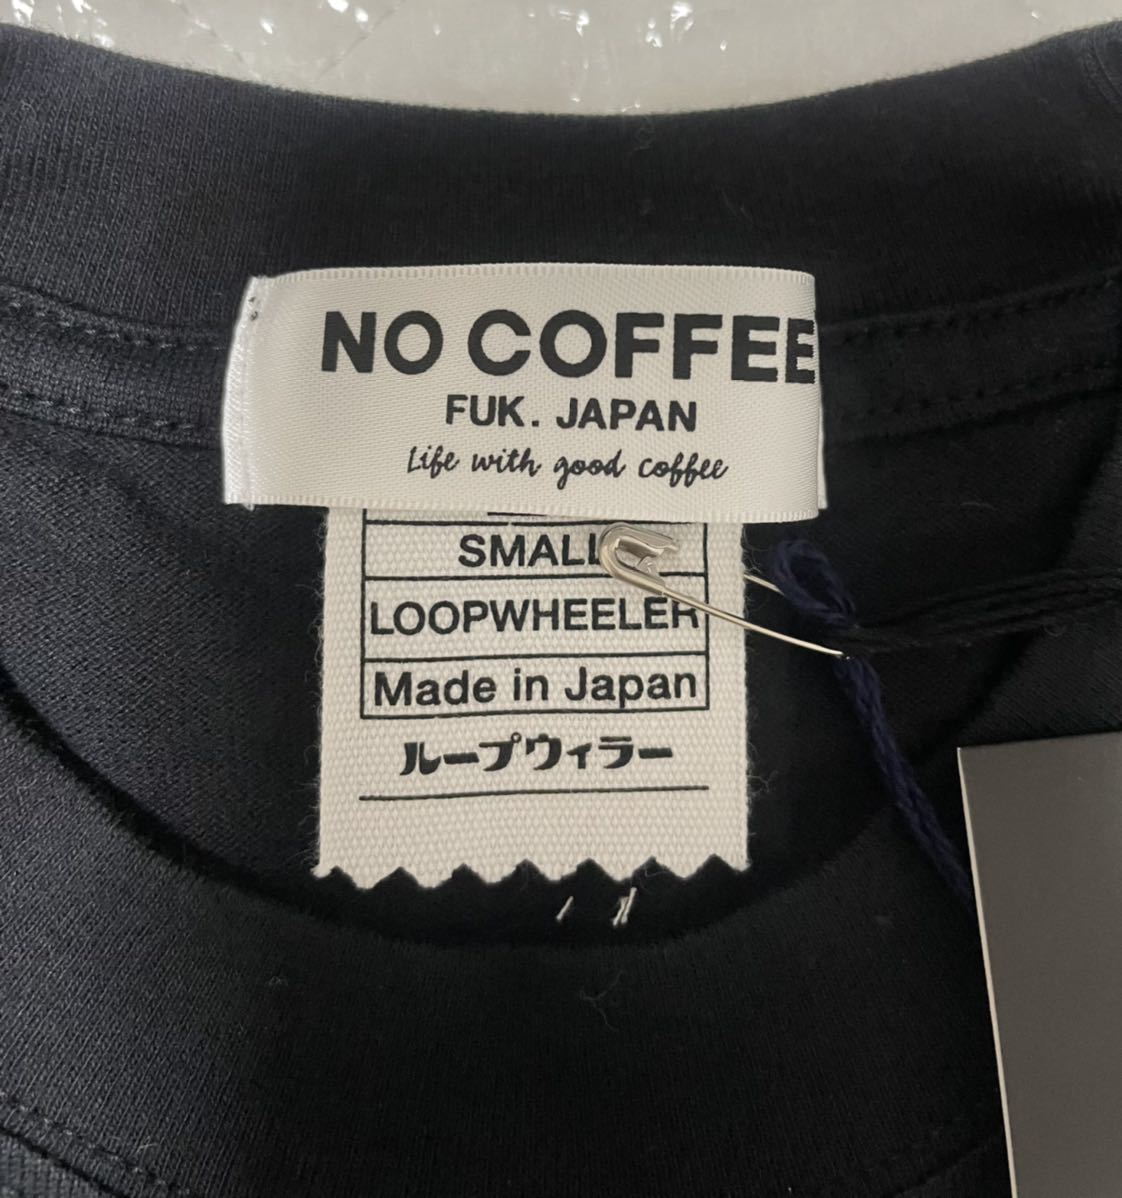 NO COFFEE
FUK. JAPAN
Life with good coffee
SMALL
LOOPWHEELER
Made in Japan
ループウィラー